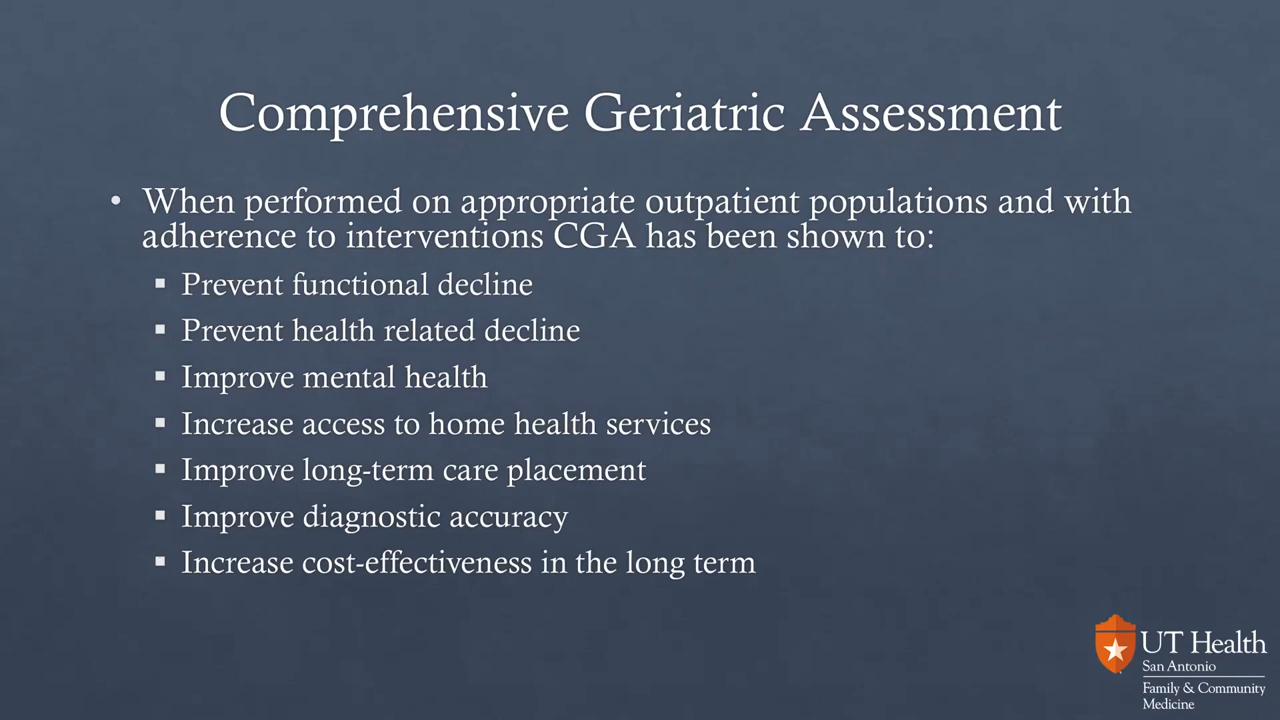 Comprehensive Geriatric Assessment
• When performed on appropriate outpatient populations and with
adherence to interventions CGA has been shown to:
▪ Prevent functional decline
▪ Prevent health related decline
▪ Improve mental health
▪ Increase access to home health services
▪ Improve long-term care placement
▪ Improve diagnostic accuracy
▪ Increase cost-effectiveness in the long term
UT Health
San Antonio
Family & Community
Medicine